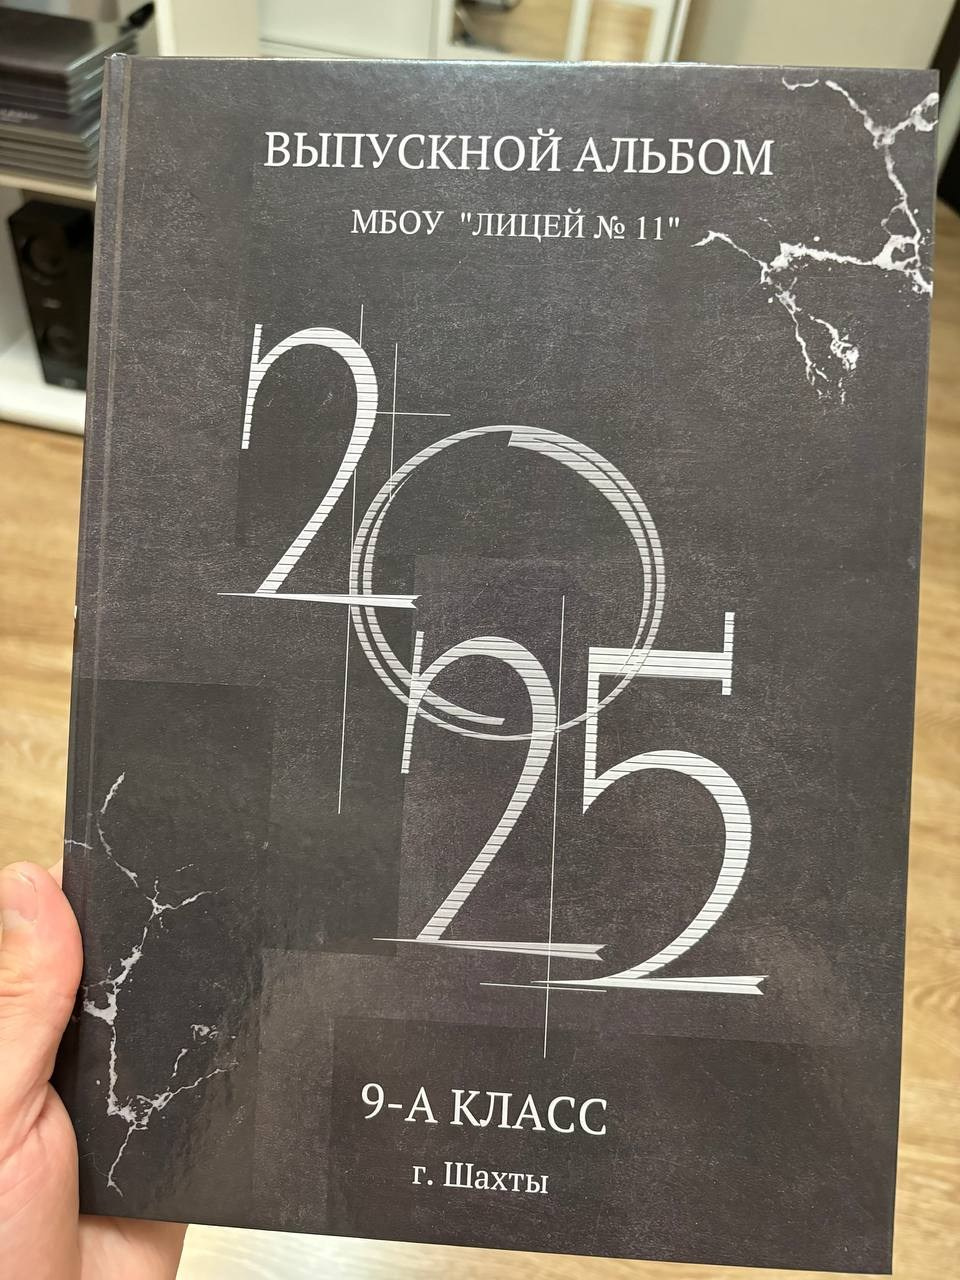 ВЫПУСКНОЙ АЛЬБОМ
МБОУ "ЛИЦЕЙ № 11"
2025
9-А КЛАСС
г. Шахты